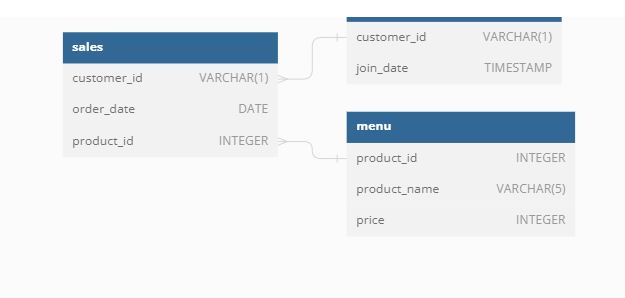 sales
customer_id VARCHAR(1)
order_date DATE
product_id INTEGER
customer_id VARCHAR(1)
join_date TIMESTAMP
menu
product_id INTEGER
product_name VARCHAR(5)
price INTEGER